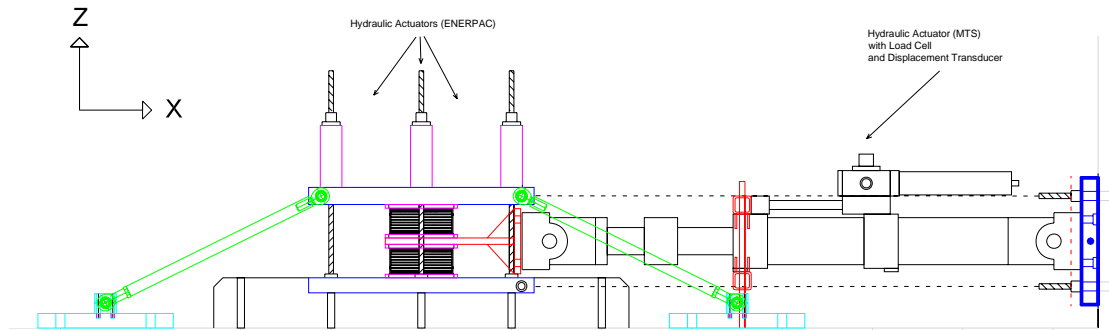 Z
Hydraulic Actuators (ENERPAC)
Hydraulic Actuator (MTS)
with Load Cell
and Displacement Transducer
X